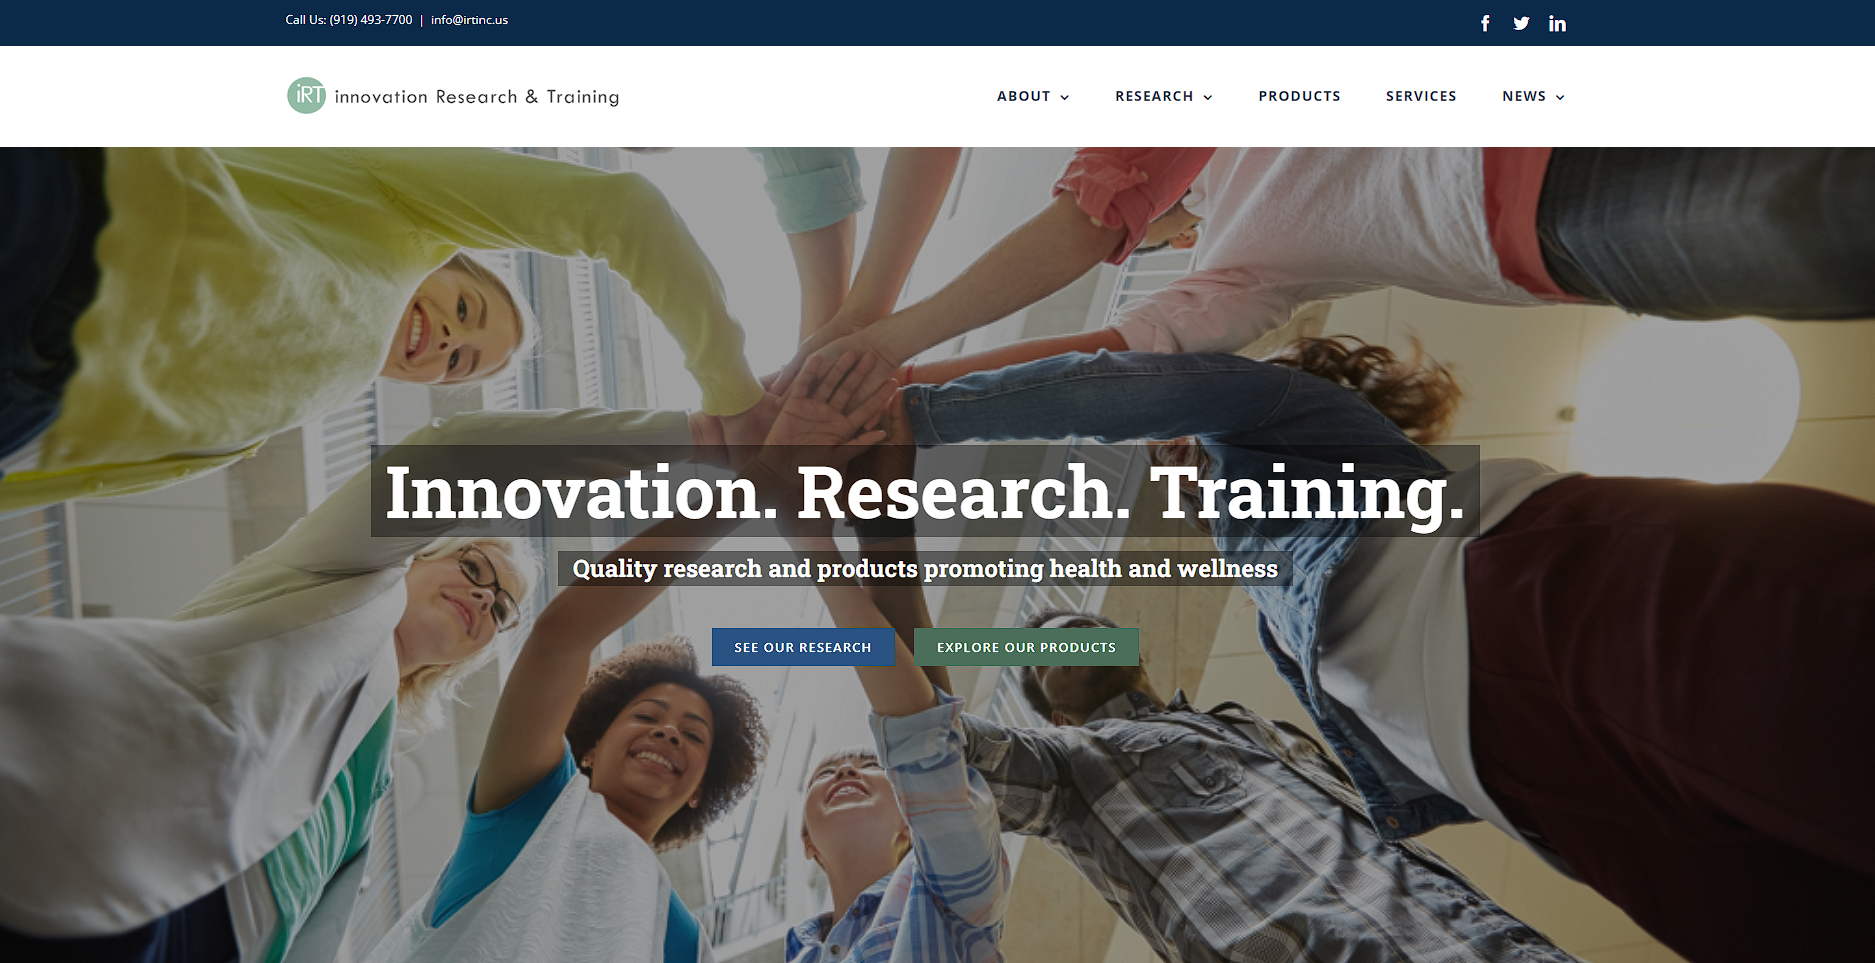 Call Us: (919) 493-7700 | info@irtinc.us
iRT innovation Research & Training
ABOUT RESEARCH PRODUCTS SERVICES NEWS
Innovation. Research. Training.
Quality research and products promoting health and wellness
SEE OUR RESEARCH EXPLORE OUR PRODUCTS